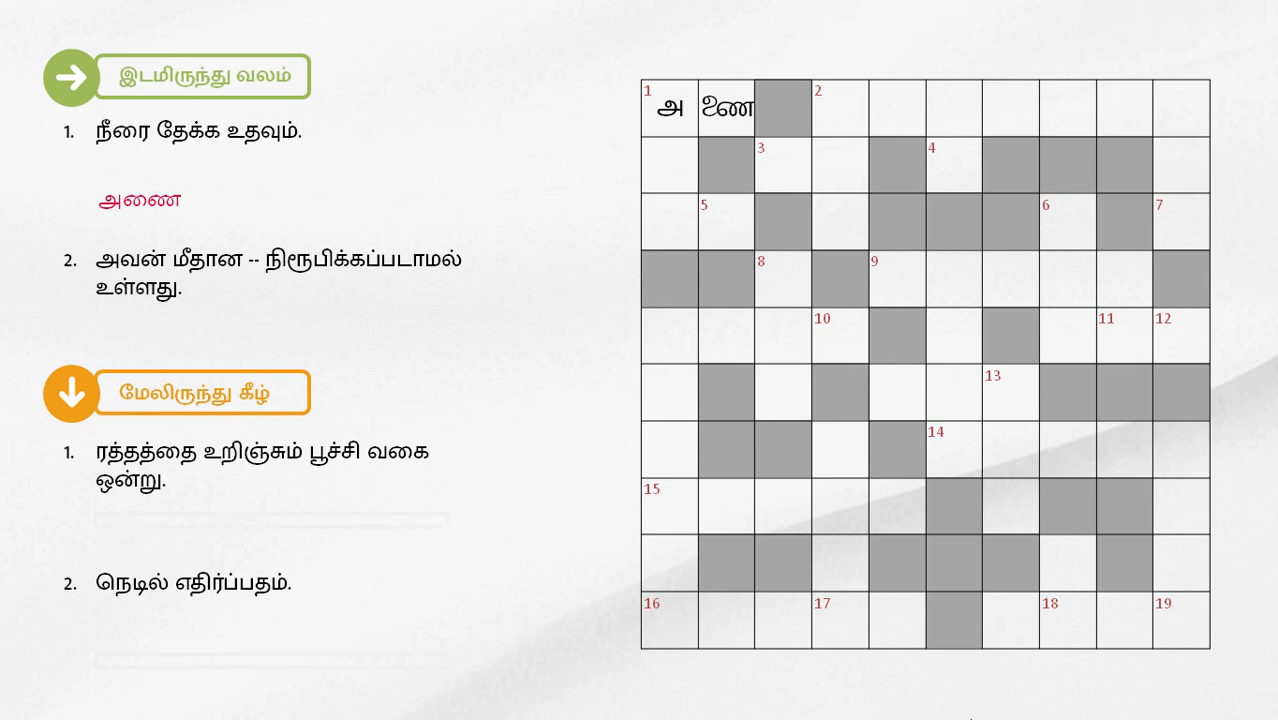 இடமிருந்து வலம்
1. நீரை தேக்க உதவும்.
அணை
2. அவன் மீதான -- நிரூபிக்கப்படாமல்
உள்ளது.
மேலிருந்து கீழ்
1. ரத்தத்தை உறிஞ்சும் பூச்சி வகை
ஒன்று.
2. நெடில் எதிர்ப்பதம்.
1 2
அ ணை
3 4
5 6 7
8 9
10 11 12
13
14
15
16 17 18 19